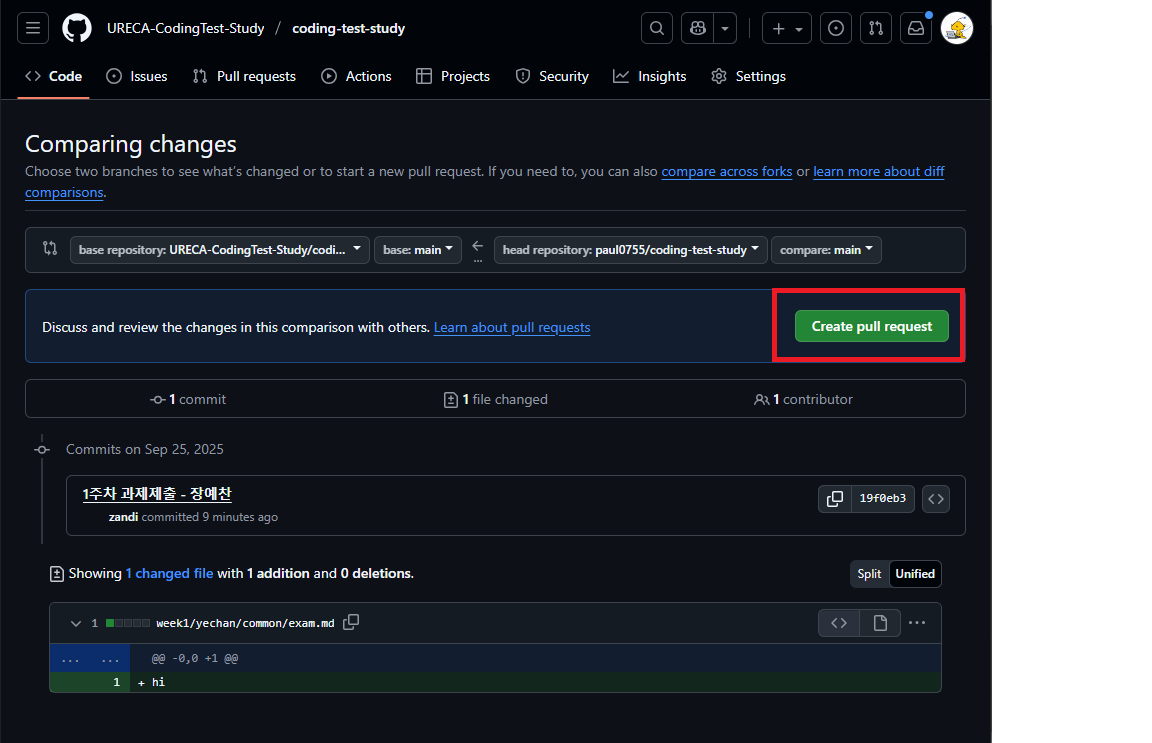 URECA-CodingTest-Study / coding-test-study
Code Issues Pull requests Actions Projects Security Insights Settings
Comparing changes
Choose two branches to see what's changed or to start a new pull request. If you need to, you can also compare across forks or learn more about diff
comparisons.
base repository: URECA-CodingTest-Study/codi... base: main ← head repository: paul0755/coding-test-study compare: main
...
Discuss and review the changes in this comparison with others. Learn about pull requests Create pull request
1 commit 1 file changed 1 contributor
Commits on Sep 25, 2025
1주차 과제제출 - 장예찬
19f0eb3
zandi committed 9 minutes ago
Showing 1 changed file with 1 addition and 0 deletions. Split Unified
1 week1/yechan/common/exam.md
... ... @@ -0,0 +1 @@
1 + hi